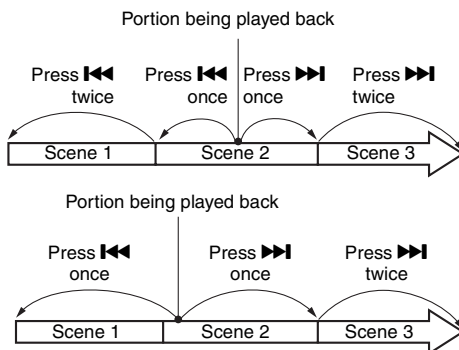 Portion being played back
Press ⏮ twice
Press ⏮ once
Press ⏭ once
Press ⏭ twice
Scene 1
Scene 2
Scene 3
Portion being played back
Press ⏮ once
Press ⏭ once
Press ⏭ twice
Scene 1
Scene 2
Scene 3